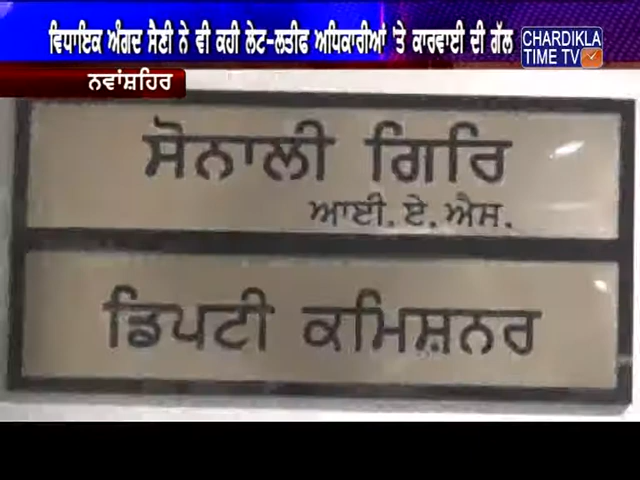 ਵਿਧਾਇਕ ਅੰਗਦ ਸੈਣੀ ਨੇ ਵੀ ਕਹੀ ਲੇਟ-ਲਤੀਫ ਅਧਿਕਾਰੀਆਂ 'ਤੇ ਕਾਰਵਾਈ ਦੀ ਗੱਲ
CHARDIKLA
TIME TV
ਨਵਾਂਸ਼ਹਿਰ
ਸੋਨਾਲੀ ਗਿਰਿ
ਆਈ.ਏ.ਐਸ.
ਡਿਪਟੀ ਕਮਿਸ਼ਨਰ